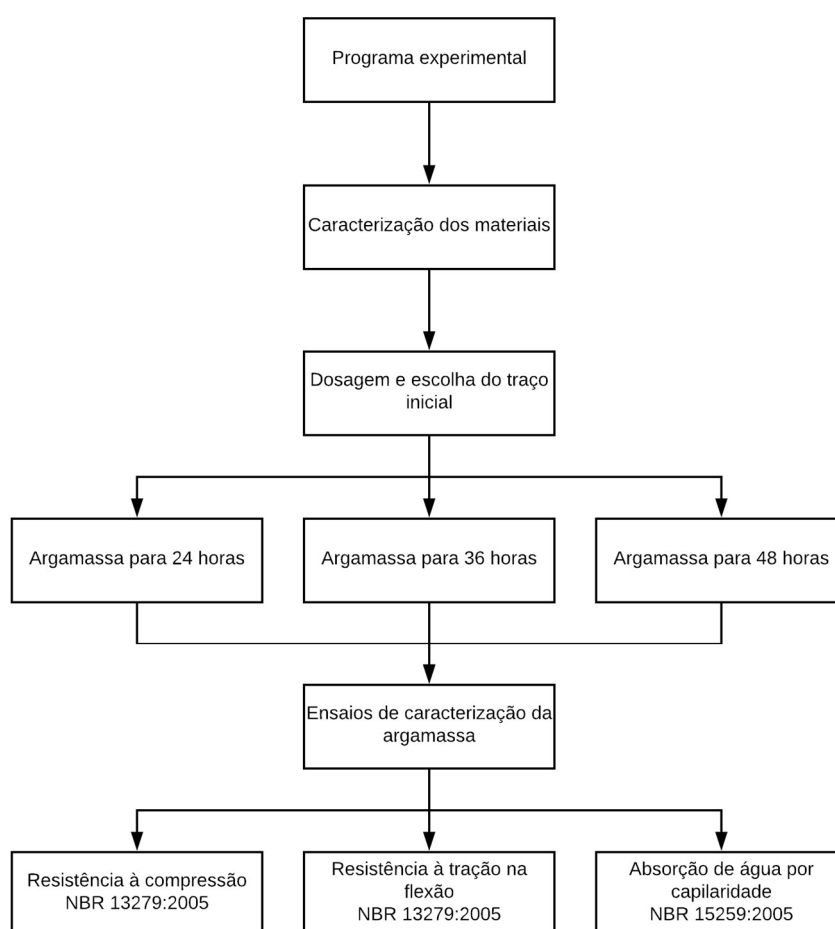 Programa experimental
Caracterização dos materiais
Dosagem e escolha do traço
inicial
Argamassa para 24 horas
Argamassa para 36 horas
Argamassa para 48 horas
Ensaios de caracterização da
argamassa
Resistência à compressão
NBR 13279:2005
Resistência à tração na
flexão
NBR 13279:2005
Absorção de água por
capilaridade
NBR 15259:2005